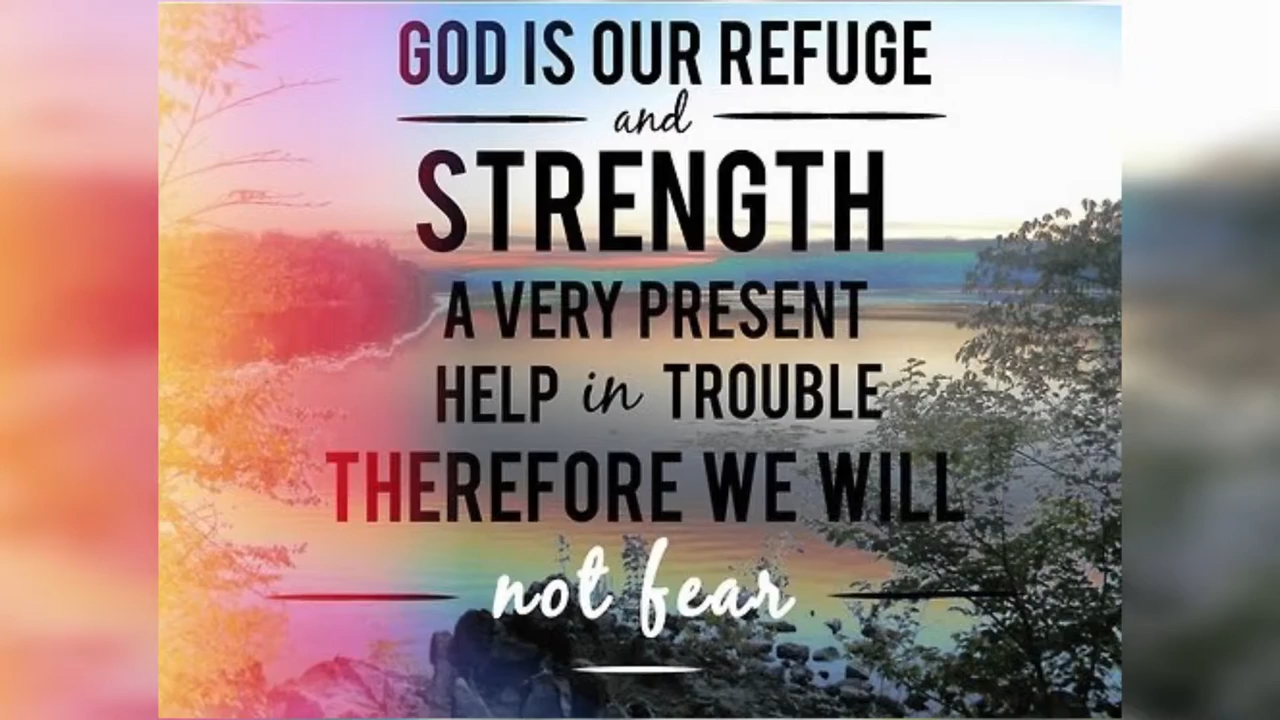 GOD IS OUR REFUGE
and
STRENGTH
A VERY PRESENT
HELP in TROUBLE
THEREFORE WE WILL
not fear